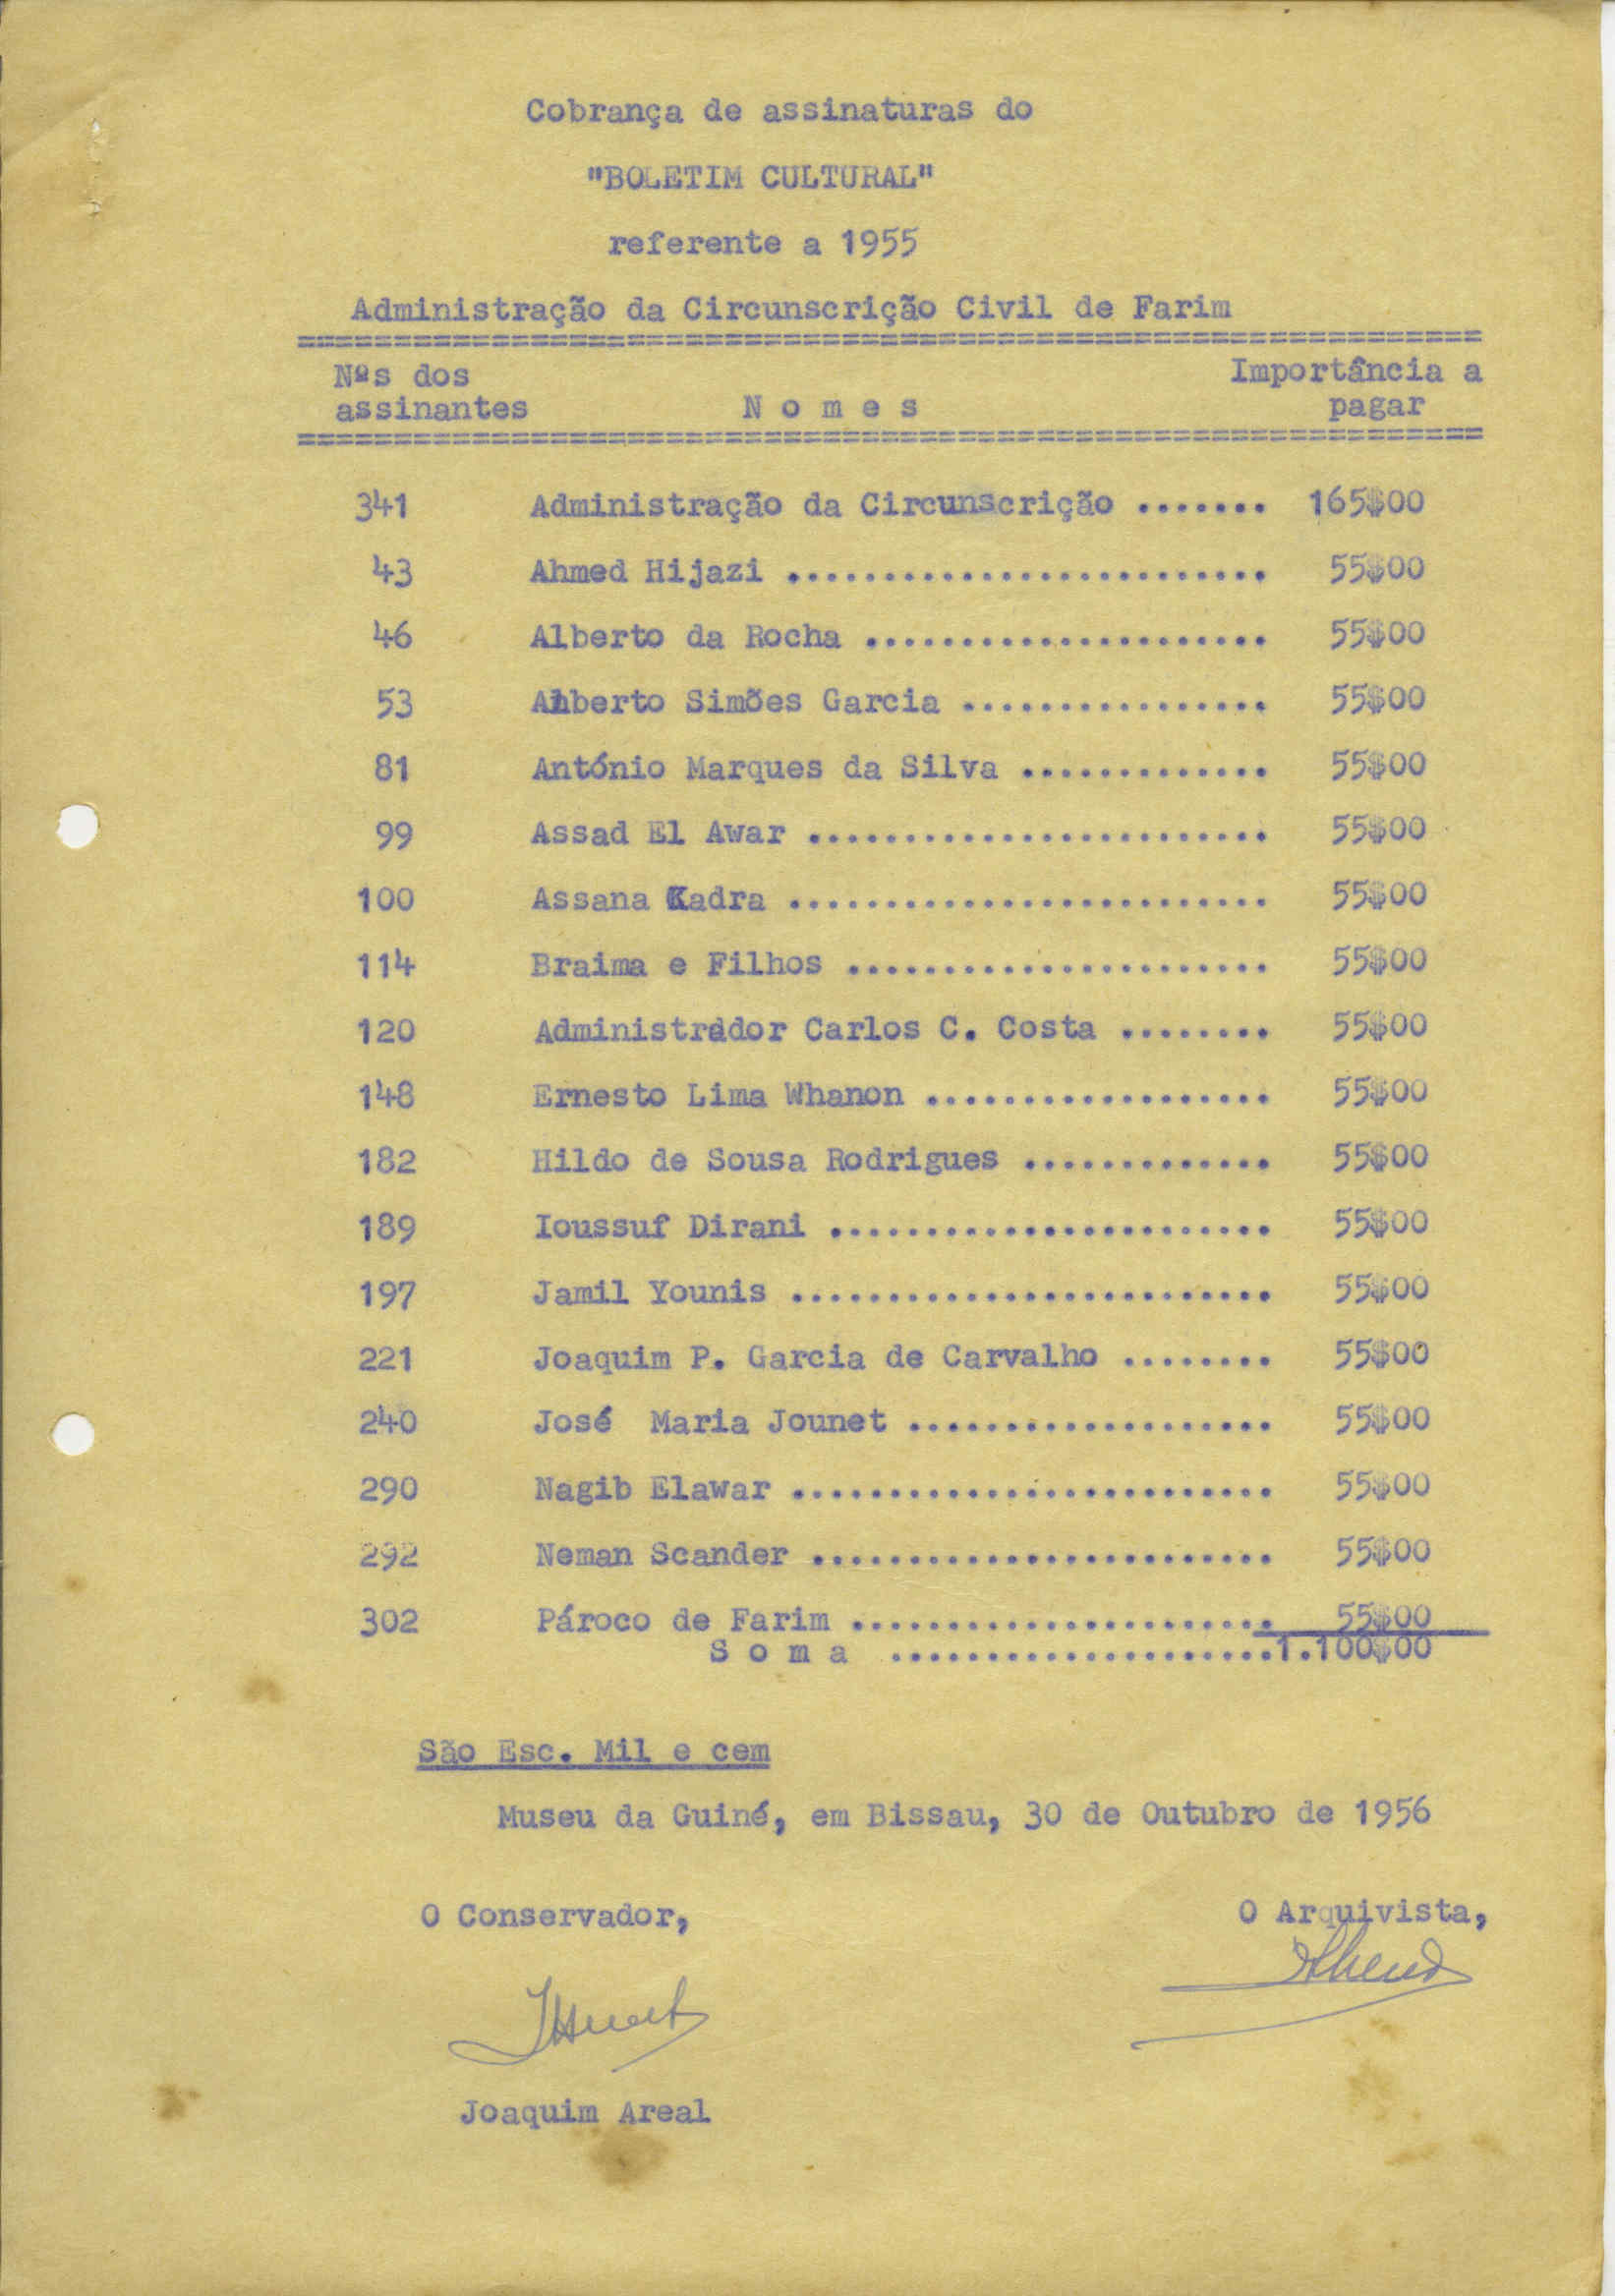 Cobrança de assinaturas do
"BOLETIM CULTURAL"
referente a 1955
Administração da Circunscrição Civil de Farim
Nºs dos Importância a
assinantes N o m e s pagar
341 Administração da Circunscrição ....... 165$00
43 Ahmed Hijazi ......................... 55$00
46 Alberto da Rocha ..................... 55$00
53 Alberto Simões Garcia ................ 55$00
81 António Marques da Silva ............. 55$00
99 Assad El Awar ........................ 55$00
100 Assana Kadra ......................... 55$00
114 Braima e Filhos ...................... 55$00
120 Administrador Carlos C. Costa ........ 55$00
148 Ernesto Lima Whanon .................. 55$00
182 Hildo de Sousa Rodrigues ............. 55$00
189 Ioussuf Dirani ....................... 55$00
197 Jamil Younis ......................... 55$00
221 Joaquim P. Garcia de Carvalho ........ 55$00
240 José Maria Jounet ................... 55$00
290 Nagib Elawar ......................... 55$00
292 Neman Scander ........................ 55$00
302 Pároco de Farim ...................... 55$00
S o m a ....................1.100$00
São Esc. Mil e cem
Museu da Guiné, em Bissau, 30 de Outubro de 1956
O Conservador, O Arquivista,
Joaquim Areal